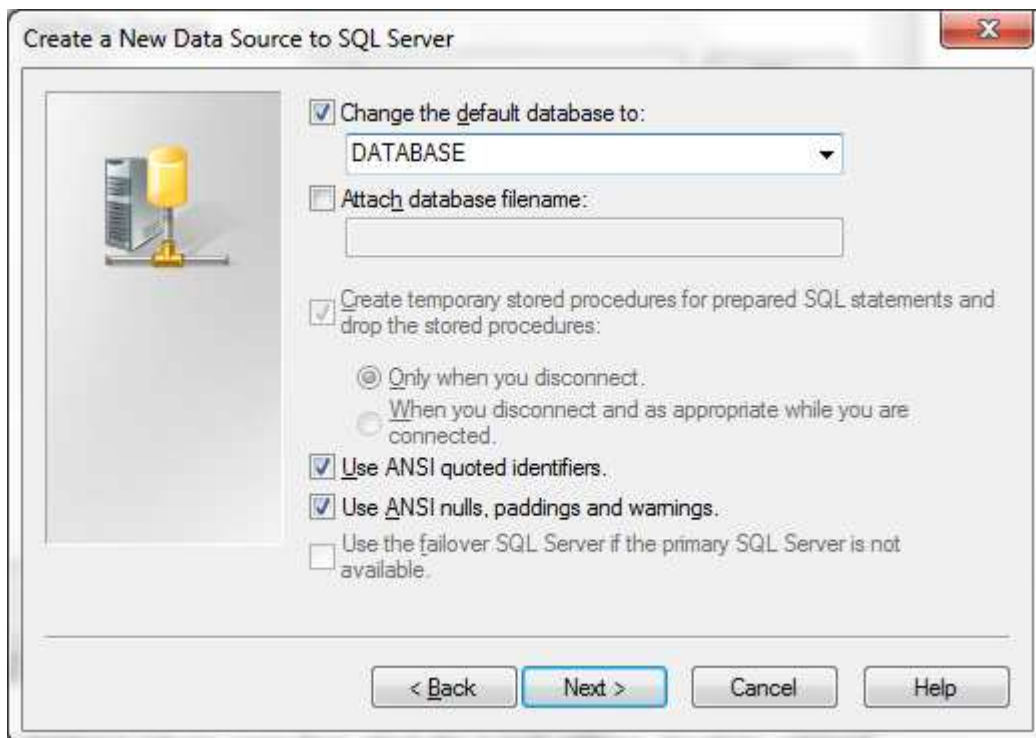 Create a New Data Source to SQL Server
Change the default database to:
DATABASE
Attach database filename:
Create temporary stored procedures for prepared SQL statements and
drop the stored procedures:
Only when you disconnect.
When you disconnect and as appropriate while you are
connected.
Use ANSI quoted identifiers.
Use ANSI nulls, paddings and warnings.
Use the failover SQL Server if the primary SQL Server is not
available.
< Back Next > Cancel Help